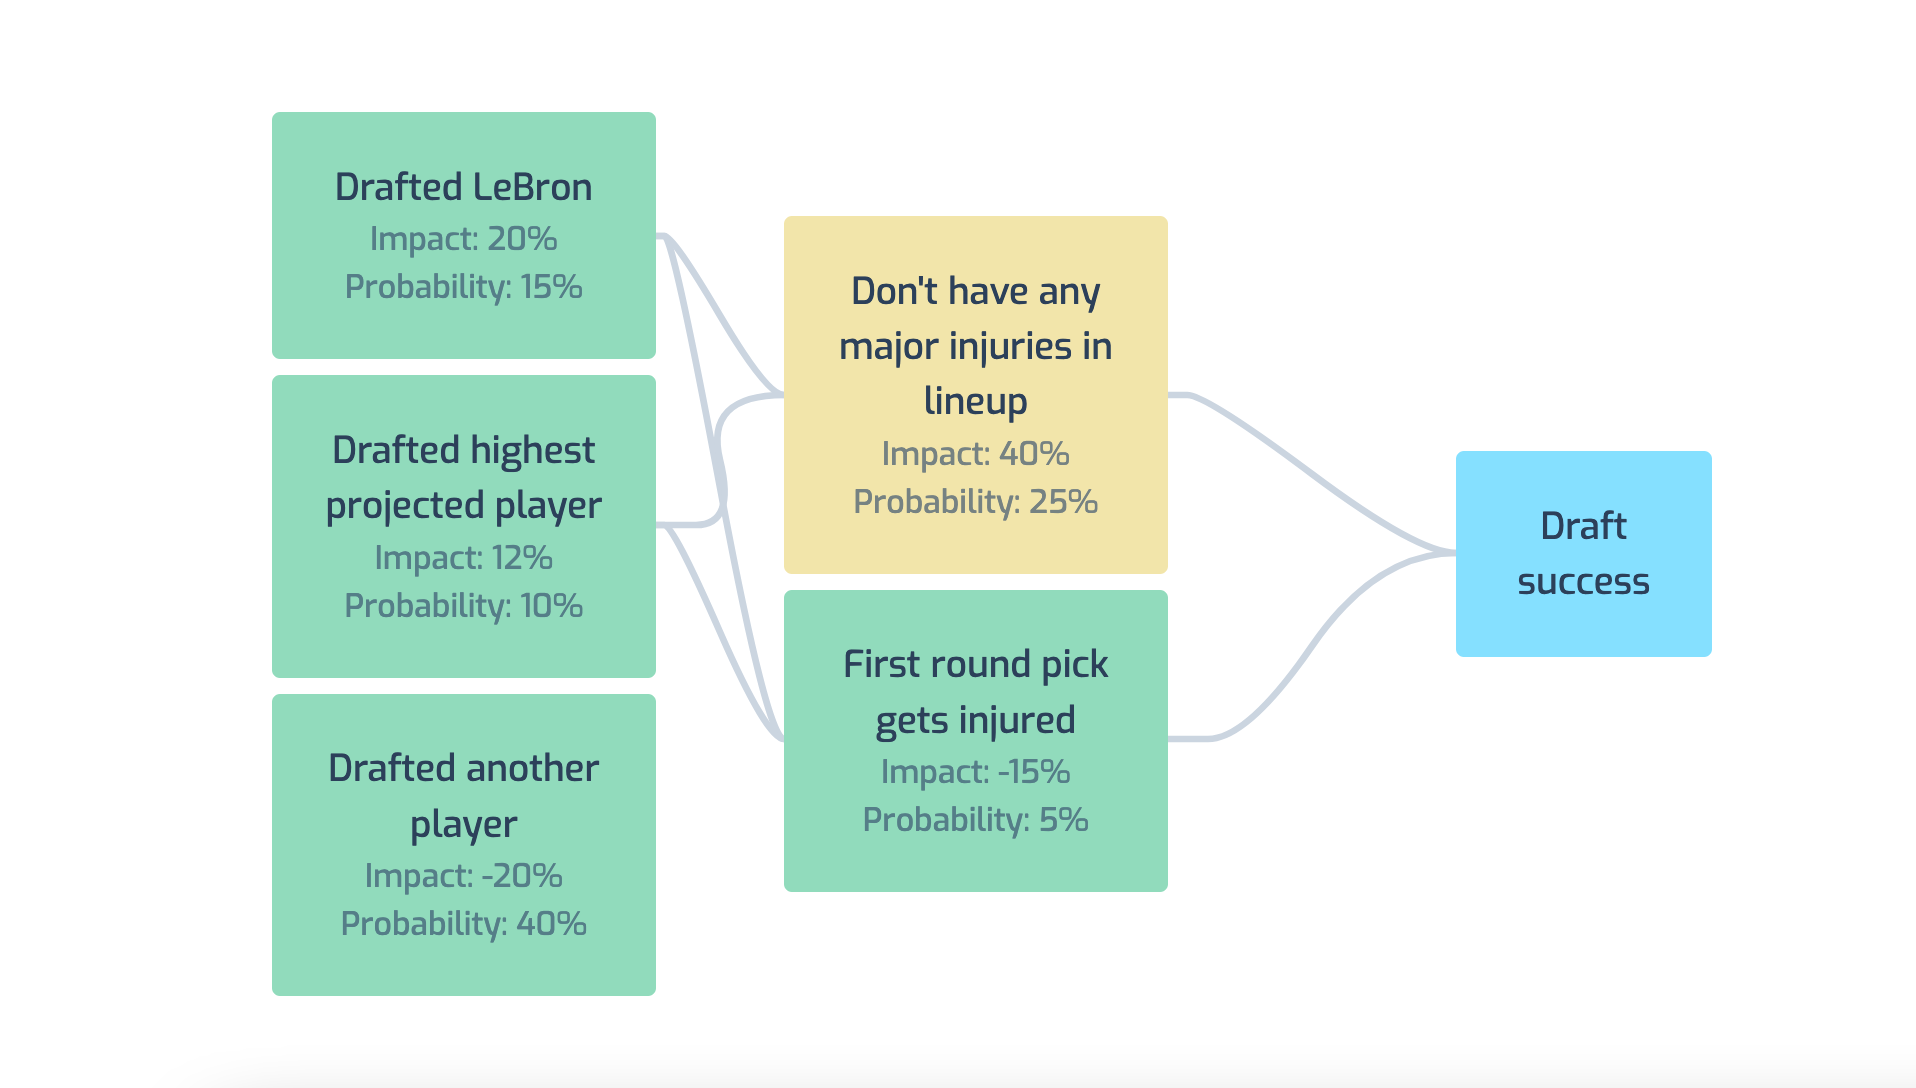 Drafted LeBron
Impact: 20%
Probability: 15%
Drafted highest
projected player
Impact: 12%
Probability: 10%
Drafted another
player
Impact: -20%
Probability: 40%
Don't have any
major injuries in
lineup
Impact: 40%
Probability: 25%
First round pick
gets injured
Impact: -15%
Probability: 5%
Draft
success